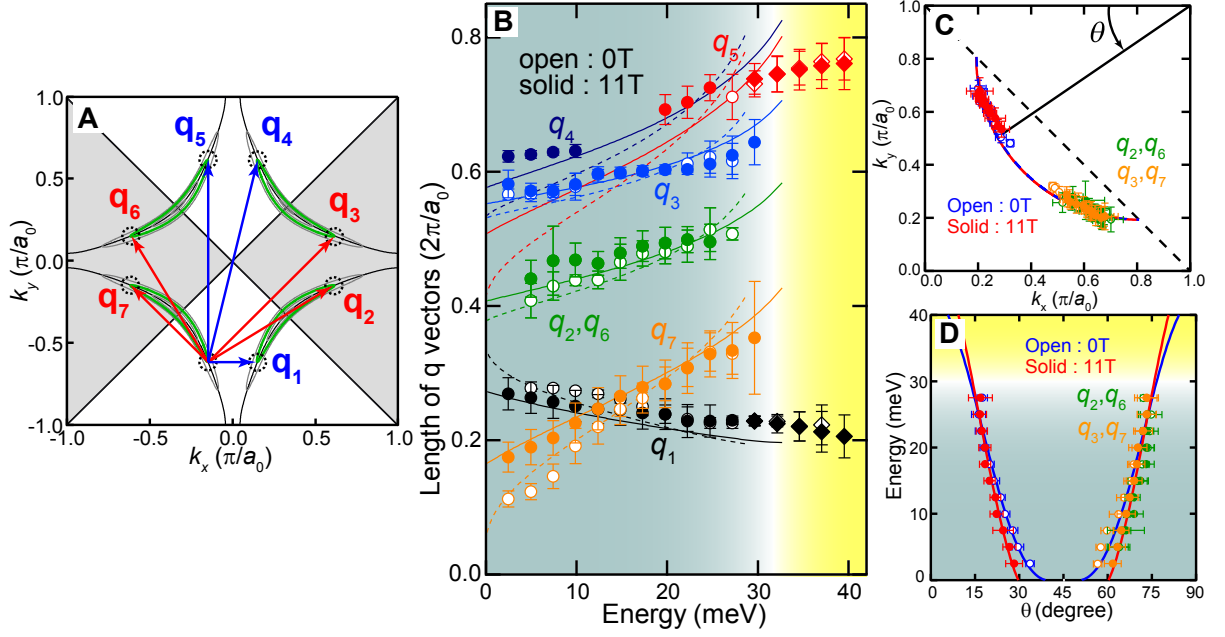 A
q5
q4
q6
q3
q7
q2
q1
1.0
0.5
0.0
-0.5
-1.0
ky (π/a0)
-1.0
-0.5
0.0
0.5
1.0
kx (π/a0)
B
open : 0T
solid : 11T
q5
q4
q3
q2,q6
q7
q1
0.8
0.6
0.4
0.2
0.0
Length of q vectors (2π/a0)
0
10
20
30
40
Energy (meV)
C
θ
q2,q6
q3,q7
Open : 0T
Solid : 11T
1.0
0.8
0.6
0.4
0.2
0.0
ky (π/a0)
0.0
0.2
0.4
0.6
0.8
1.0
kx (π/a0)
D
Open : 0T
Solid : 11T
q2,q6
q3,q7
40
30
20
10
0
Energy (meV)
0
15
30
45
60
75
90
θ (degree)